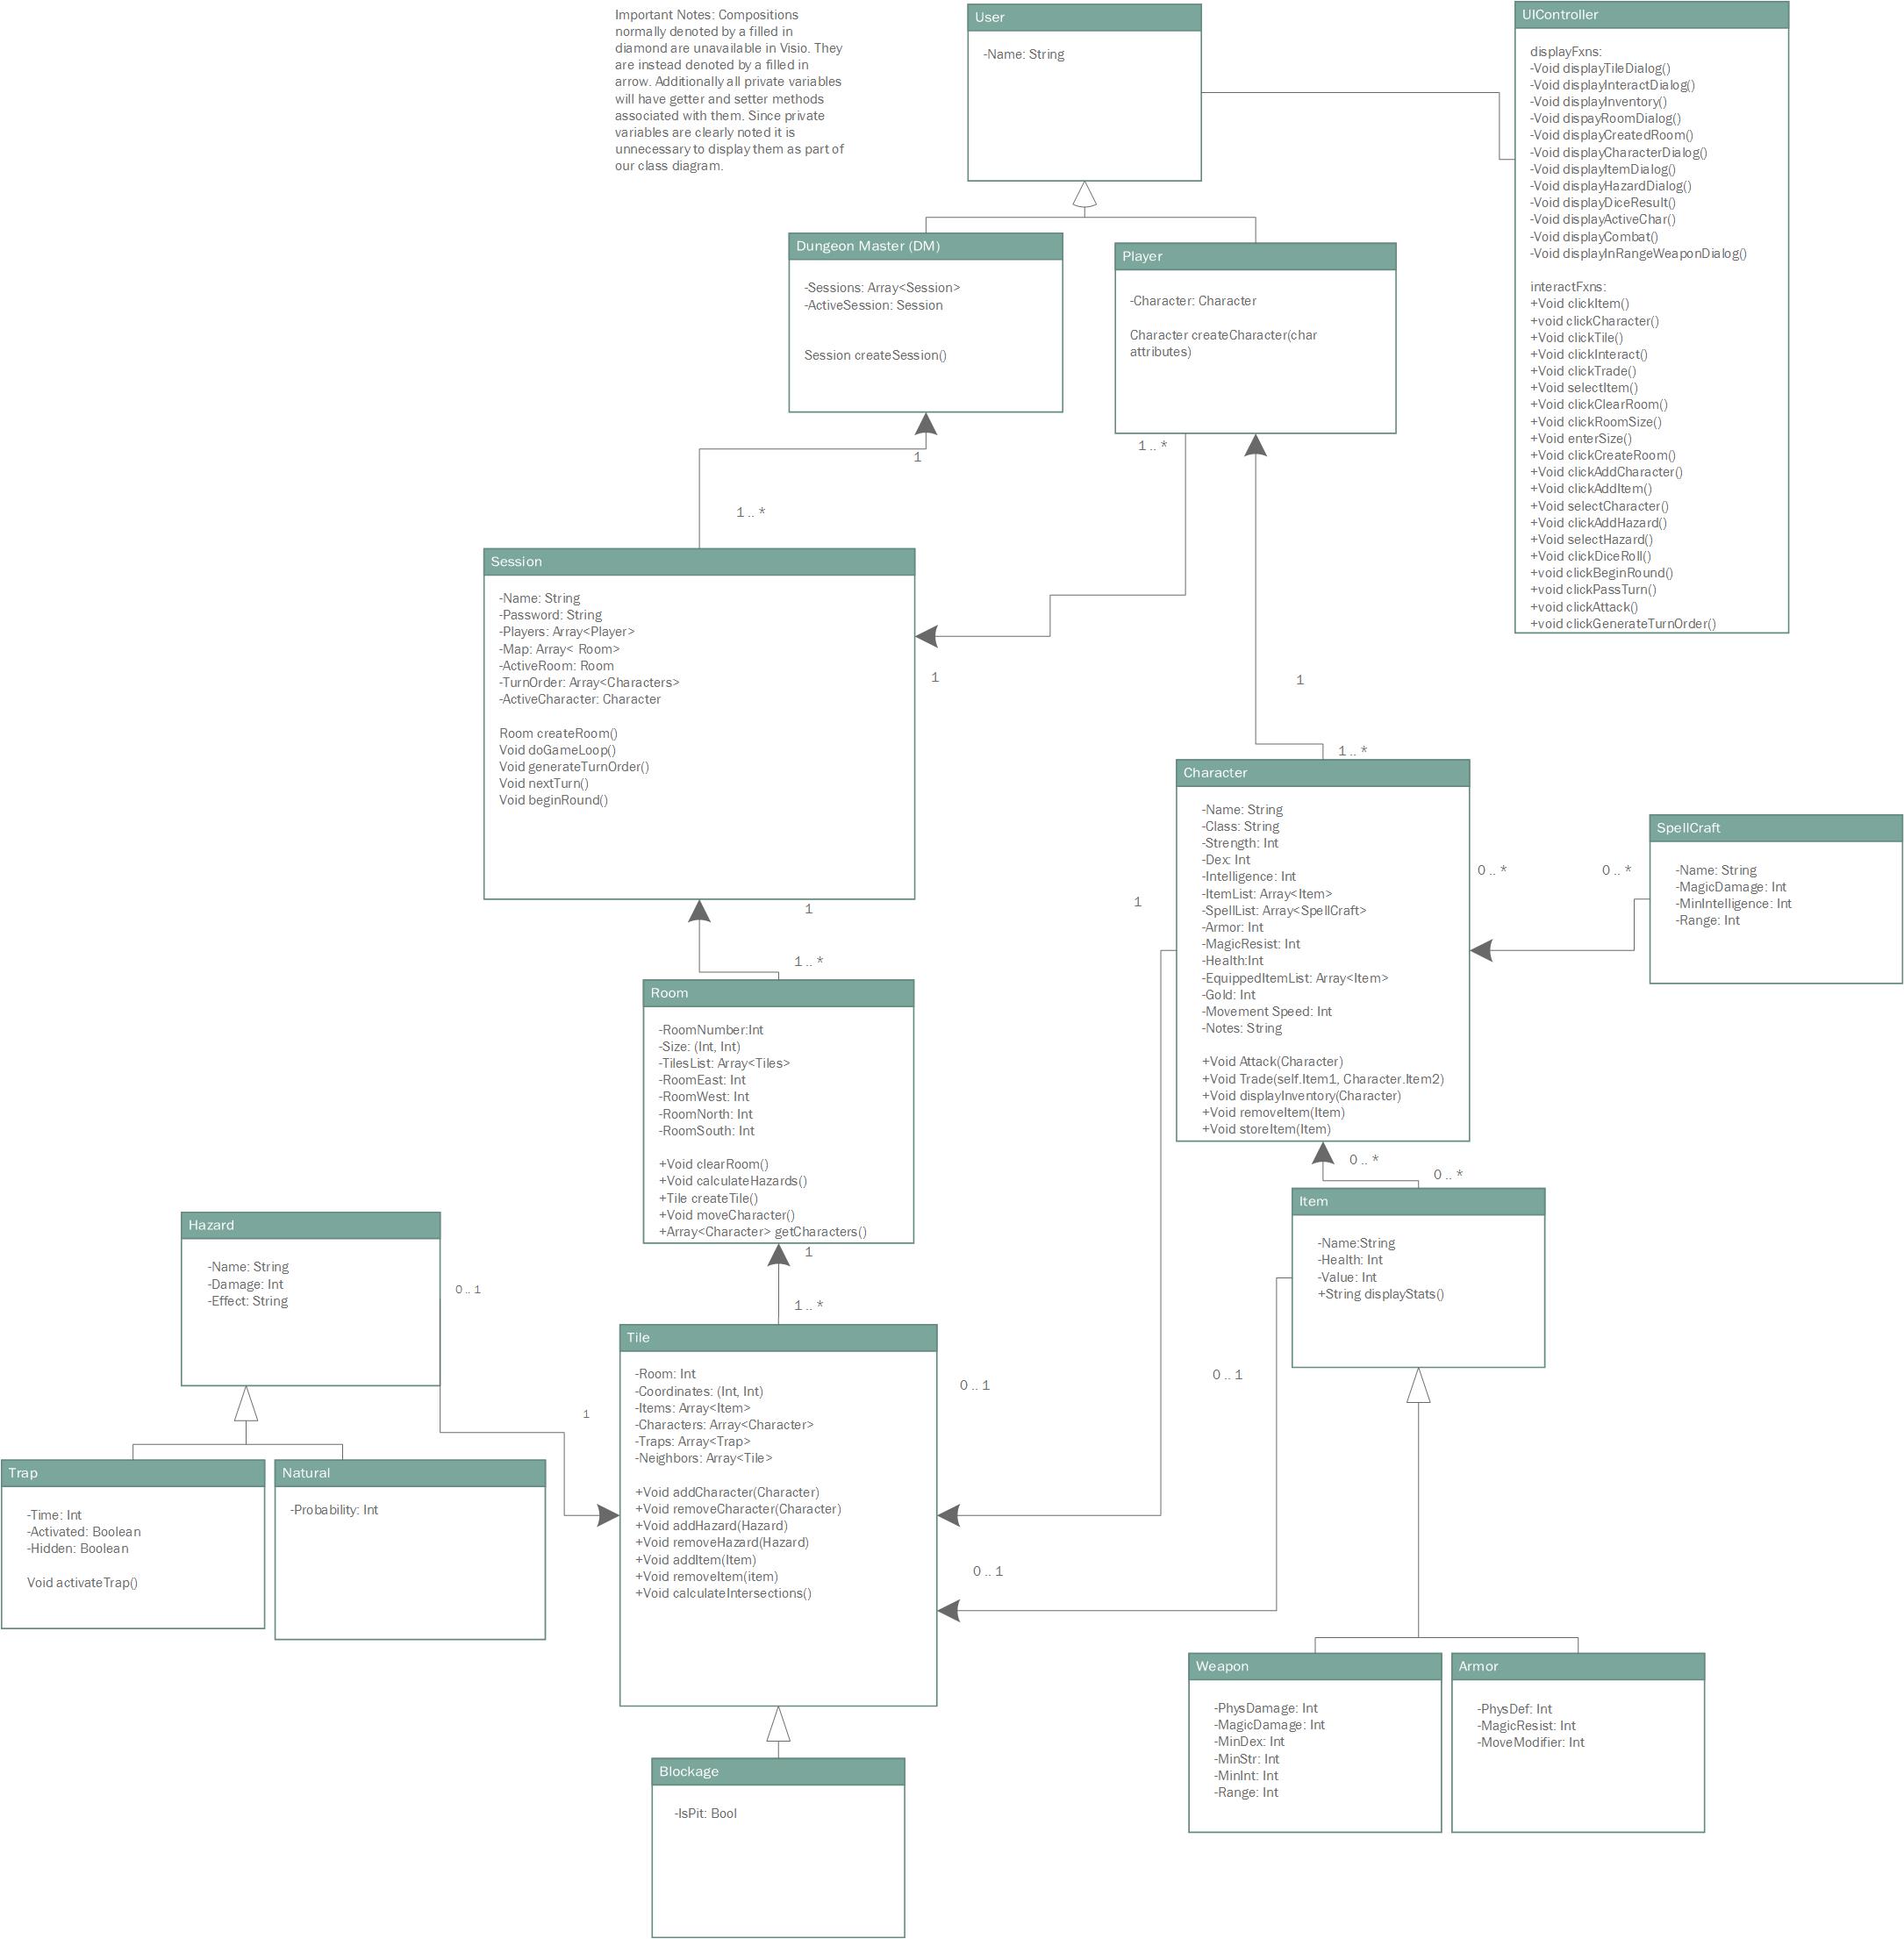 Important Notes: Compositions
normally denoted by a filled in
diamond are unavailable in Visio. They
are instead denoted by a filled in
arrow. Additionally all private variables
will have getter and setter methods
associated with them. Since private
variables are clearly noted it is
unnecessary to display them as part of
our class diagram.
User
-Name: String
UIController
displayFxns:
-Void displayTileDialog()
-Void displayInteractDialog()
-Void displayInventory()
-Void dispayRoomDialog()
-Void displayCreatedRoom()
-Void displayCharacterDialog()
-Void displayItemDialog()
-Void displayHazardDialog()
-Void displayDiceResult()
-Void displayActiveChar()
-Void displayCombat()
-Void displayInRangeWeaponDialog()
interactFxns:
+Void clickItem()
+void clickCharacter()
+Void clickTile()
+Void clickInteract()
+Void clickTrade()
+Void selectItem()
+Void clickClearRoom()
+Void clickRoomSize()
+Void enterSize()
+Void clickCreateRoom()
+Void clickAddCharacter()
+Void clickAddItem()
+Void selectCharacter()
+Void clickAddHazard()
+Void selectHazard()
+Void clickDiceRoll()
+void clickBeginRound()
+void clickPassTurn()
+void clickAttack()
+void clickGenerateTurnOrder()
Dungeon Master (DM)
-Sessions: Array<Session>
-ActiveSession: Session
Session createSession()
Player
-Character: Character
Character createCharacter(char
attributes)
1 .. *
1
1 .. *
Session
-Name: String
-Password: String
-Players: Array<Player>
-Map: Array< Room>
-ActiveRoom: Room
-TurnOrder: Array<Characters>
-ActiveCharacter: Character
Room createRoom()
Void doGameLoop()
Void generateTurnOrder()
Void nextTurn()
Void beginRound()
1
1
1 .. *
Character
-Name: String
-Class: String
-Strength: Int
-Dex: Int
-Intelligence: Int
-ItemList: Array<Item>
-SpellList: Array<SpellCraft>
-Armor: Int
-MagicResist: Int
-Health:Int
-EquippedItemList: Array<Item>
-Gold: Int
-Movement Speed: Int
-Notes: String
+Void Attack(Character)
+Void Trade(self.Item1, Character.Item2)
+Void displayInventory(Character)
+Void removeItem(Item)
+Void storeItem(Item)
0 .. *
0 .. *
SpellCraft
-Name: String
-MagicDamage: Int
-MinIntelligence: Int
-Range: Int
1
1
1 .. *
Room
-RoomNumber:Int
-Size: (Int, Int)
-TilesList: Array<Tiles>
-RoomEast: Int
-RoomWest: Int
-RoomNorth: Int
-RoomSouth: Int
+Void clearRoom()
+Void calculateHazards()
+Tile createTile()
+Void moveCharacter()
+Array<Character> getCharacters()
0 .. *
0 .. *
Item
-Name:String
-Health: Int
-Value: Int
+String displayStats()
Hazard
-Name: String
-Damage: Int
-Effect: String
0 .. 1
1
1 .. *
Tile
-Room: Int
-Coordinates: (Int, Int)
-Items: Array<Item>
-Characters: Array<Character>
-Traps: Array<Trap>
-Neighbors: Array<Tile>
+Void addCharacter(Character)
+Void removeCharacter(Character)
+Void addHazard(Hazard)
+Void removeHazard(Hazard)
+Void addItem(Item)
+Void removeItem(item)
+Void calculateIntersections()
0 .. 1
0 .. 1
1
0 .. 1
Trap
-Time: Int
-Activated: Boolean
-Hidden: Boolean
Void activateTrap()
Natural
-Probability: Int
Weapon
-PhysDamage: Int
-MagicDamage: Int
-MinDex: Int
-MinStr: Int
-MinInt: Int
-Range: Int
Armor
-PhysDef: Int
-MagicResist: Int
-MoveModifier: Int
Blockage
-IsPit: Bool